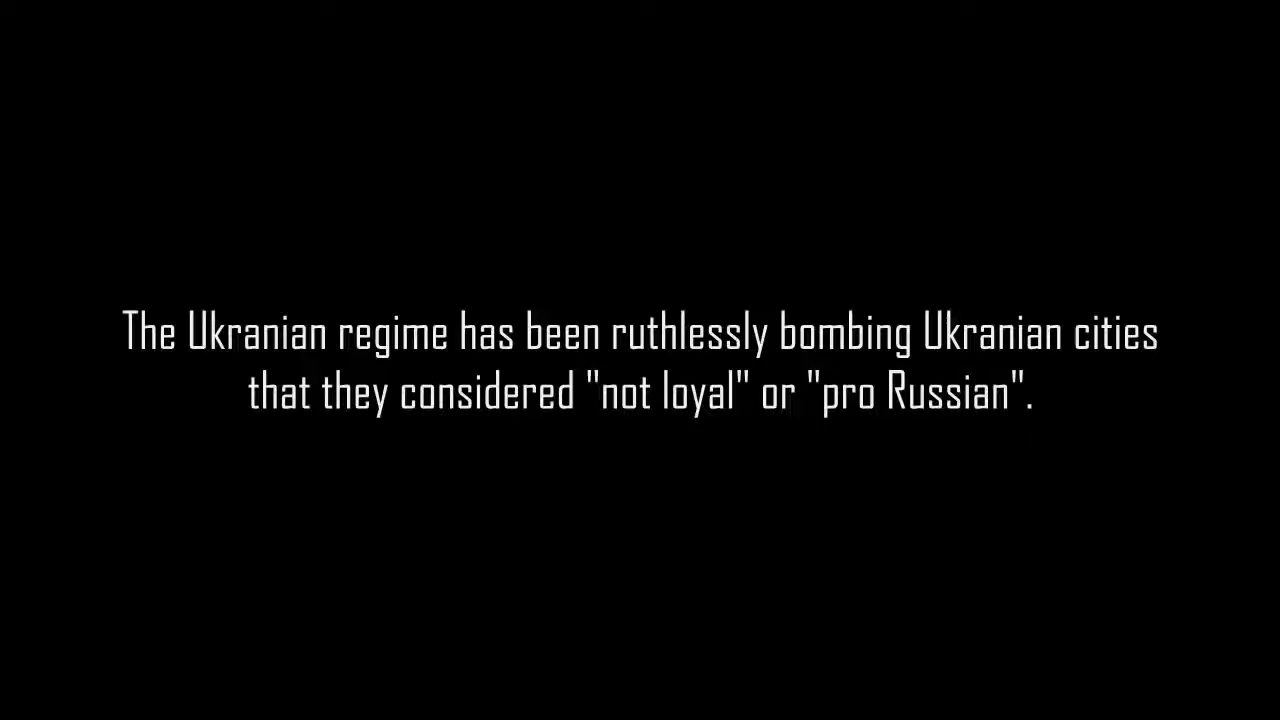 The Ukranian regime has been ruthlessly bombing Ukranian cities
that they considered "not loyal" or "pro Russian".